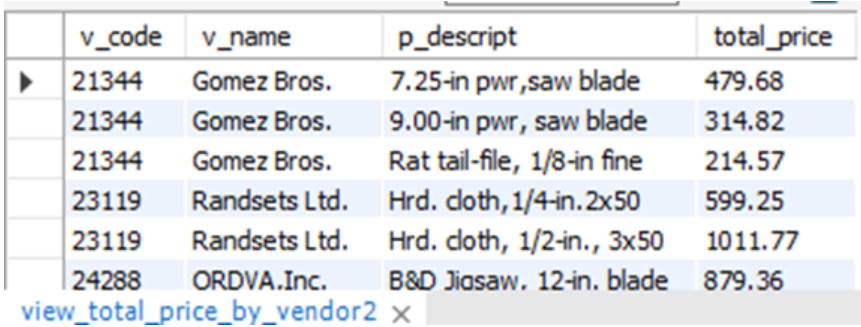 v_code v_name p_descript total_price
21344 Gomez Bros. 7.25-in pwr,saw blade 479.68
21344 Gomez Bros. 9.00-in pwr, saw blade 314.82
21344 Gomez Bros. Rat tail-file, 1/8-in fine 214.57
23119 Randsets Ltd. Hrd. cloth,1/4-in.2x50 599.25
23119 Randsets Ltd. Hrd. cloth, 1/2-in., 3x50 1011.77
24288 ORDVA.Inc. B&D Jigsaw, 12-in. blade 879.36
view_total_price_by_vendor2